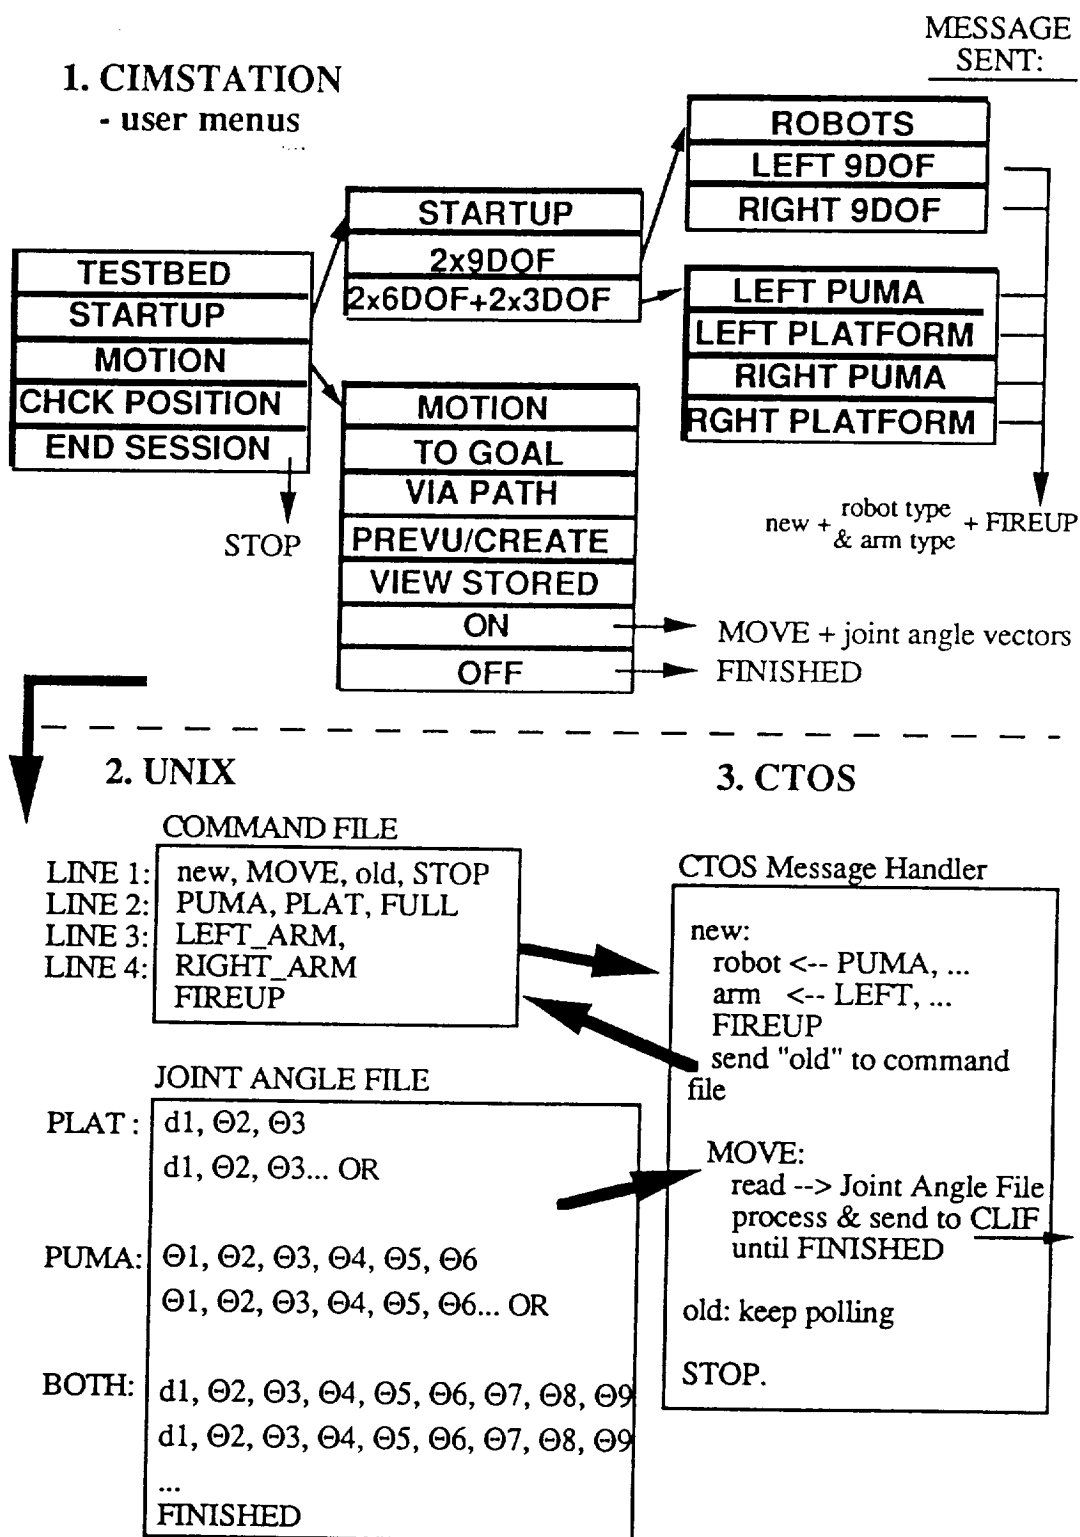 MESSAGE
SENT:
1. CIMSTATION
- user menus
TESTBED
STARTUP
MOTION
CHCK POSITION
END SESSION
STOP
STARTUP
2x9DOF
2x6DOF+2x3DOF
ROBOTS
LEFT 9DOF
RIGHT 9DOF
LEFT PUMA
LEFT PLATFORM
RIGHT PUMA
RGHT PLATFORM
new + robot type & arm type + FIREUP
MOTION
TO GOAL
VIA PATH
PREVU/CREATE
VIEW STORED
ON
OFF
MOVE + joint angle vectors
FINISHED
2. UNIX
COMMAND FILE
LINE 1: new, MOVE, old, STOP
LINE 2: PUMA, PLAT, FULL
LINE 3: LEFT_ARM,
LINE 4: RIGHT_ARM
FIREUP
JOINT ANGLE FILE
PLAT : d1, Θ2, Θ3
d1, Θ2, Θ3... OR
PUMA: Θ1, Θ2, Θ3, Θ4, Θ5, Θ6
Θ1, Θ2, Θ3, Θ4, Θ5, Θ6... OR
BOTH: d1, Θ2, Θ3, Θ4, Θ5, Θ6, Θ7, Θ8, Θ9
d1, Θ2, Θ3, Θ4, Θ5, Θ6, Θ7, Θ8, Θ9
...
FINISHED
3. CTOS
CTOS Message Handler
new:
robot <-- PUMA, ...
arm <-- LEFT, ...
FIREUP
send "old" to command
file
MOVE:
read --> Joint Angle File
process & send to CLIF
until FINISHED
old: keep polling
STOP.